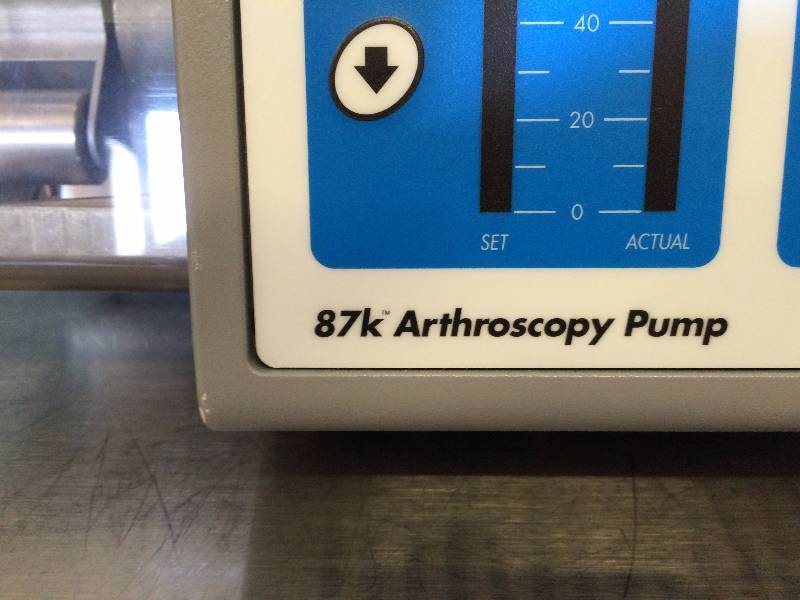 40
20
0
SET ACTUAL
87k™ Arthroscopy Pump